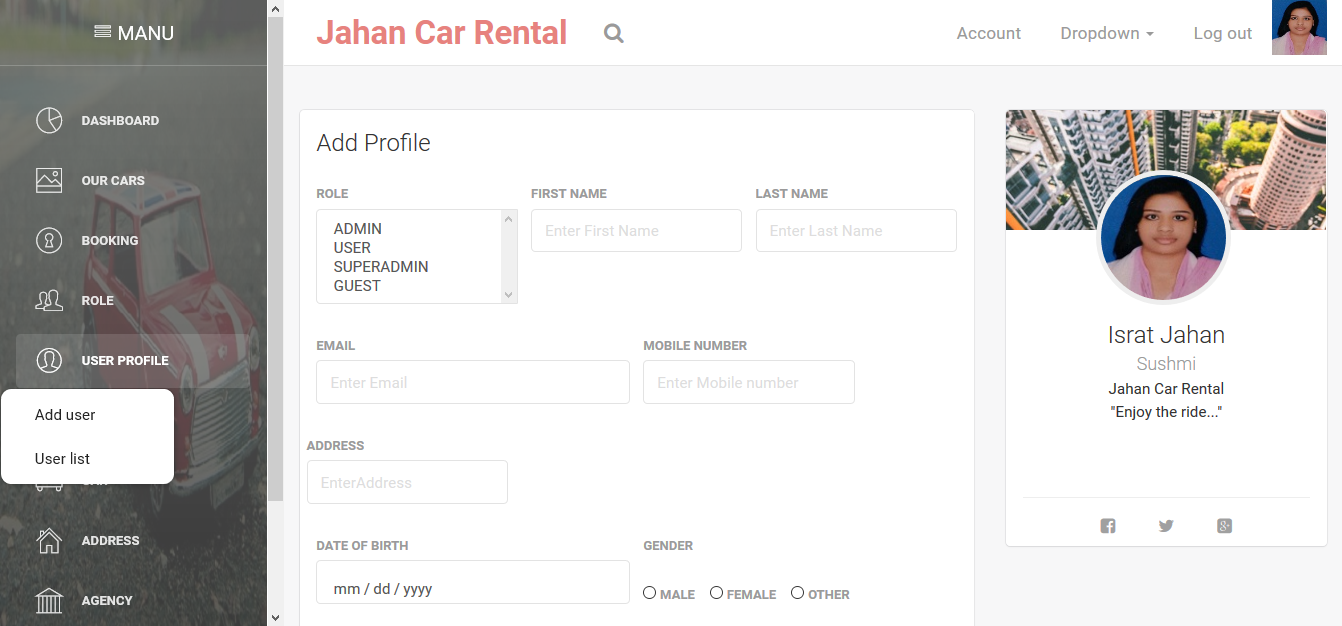 MANU
Jahan Car Rental
Account
Dropdown
Log out
DASHBOARD
OUR CARS
BOOKING
ROLE
USER PROFILE
Add user
User list
ADDRESS
AGENCY
Add Profile
ROLE
FIRST NAME
LAST NAME
ADMIN
USER
SUPERADMIN
GUEST
Enter First Name
Enter Last Name
EMAIL
MOBILE NUMBER
Enter Email
Enter Mobile number
ADDRESS
EnterAddress
DATE OF BIRTH
GENDER
mm / dd / yyyy
MALE
FEMALE
OTHER
Israt Jahan
Sushmi
Jahan Car Rental
"Enjoy the ride..."